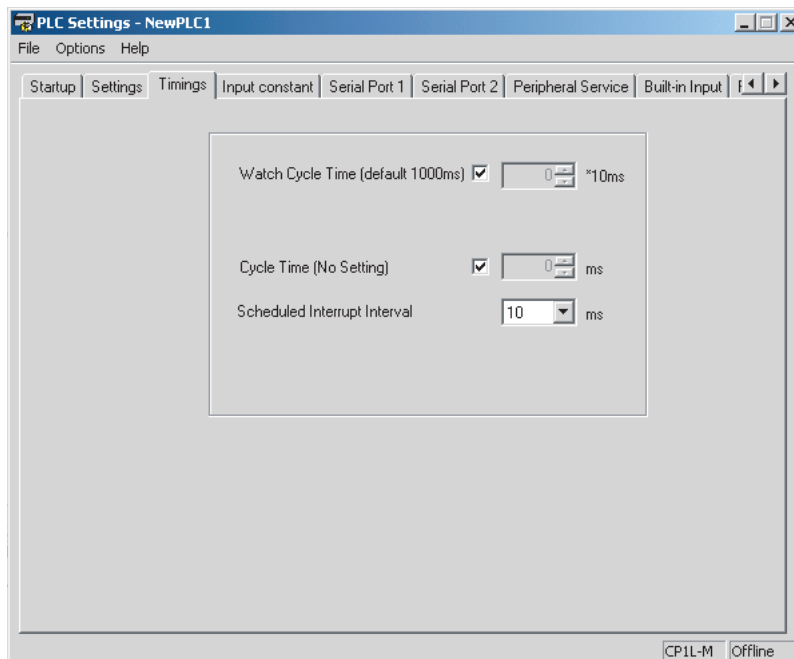 PLC Settings - NewPLC1
File Options Help
Startup Settings Timings Input constant Serial Port 1 Serial Port 2 Peripheral Service Built-in Input
Watch Cycle Time (default 1000ms) 0 *10ms
Cycle Time (No Setting) 0 ms
Scheduled Interrupt Interval 10 ms
CP1L-M Offline